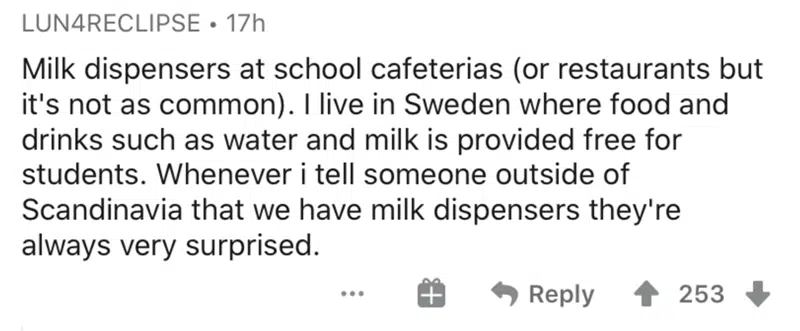 LUN4RECLIPSE • 17h
Milk dispensers at school cafeterias (or restaurants but
it's not as common). I live in Sweden where food and
drinks such as water and milk is provided free for
students. Whenever i tell someone outside of
Scandinavia that we have milk dispensers they're
always very surprised.
... Reply 253